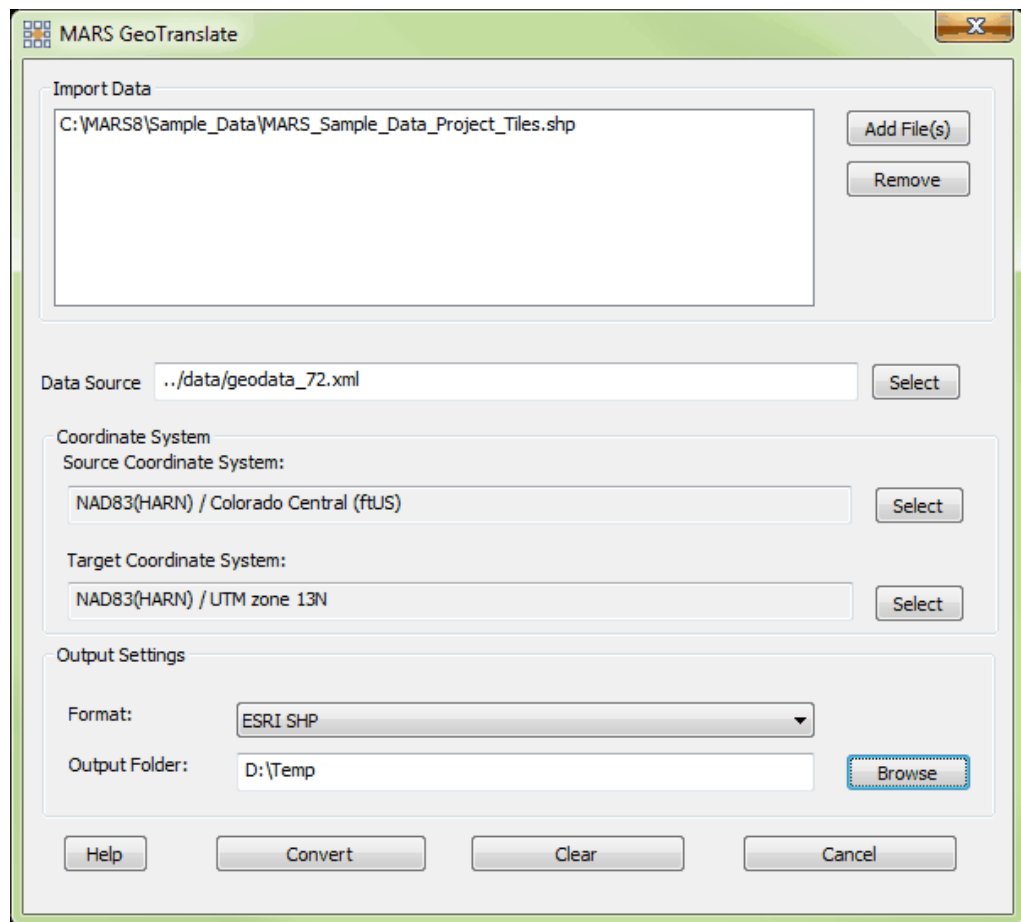 MARS GeoTranslate
x
Import Data
C:\MARS8\Sample_Data\MARS_Sample_Data_Project_Tiles.shp
Add File(s)
Remove
Data Source ../data/geodata_72.xml Select
Coordinate System
Source Coordinate System:
NAD83(HARN) / Colorado Central (ftUS) Select
Target Coordinate System:
NAD83(HARN) / UTM zone 13N Select
Output Settings
Format: ESRI SHP
Output Folder: D:\Temp Browse
Help Convert Clear Cancel